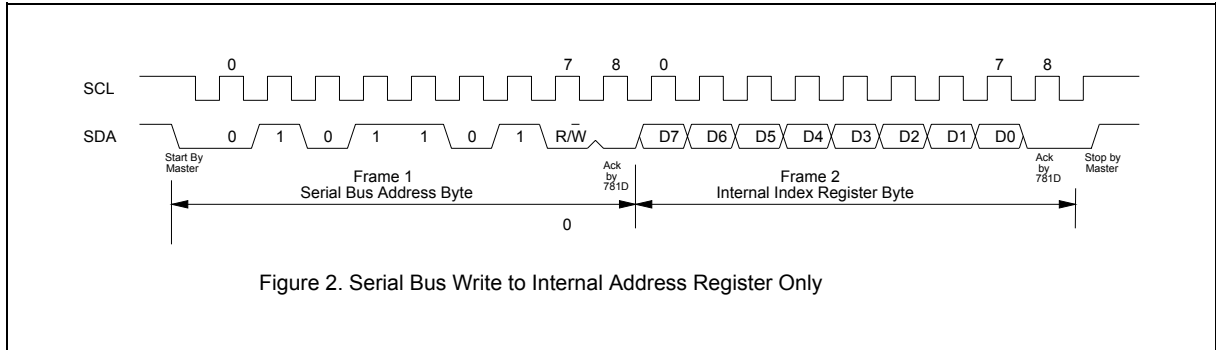 0 7 8 0 7 8
SCL
SDA 0 1 0 1 1 0 1 R/W̅ D7 D6 D5 D4 D3 D2 D1 D0
Start By
Master
Ack
by
781D
Ack
by
781D
Stop by
Master
Frame 1
Serial Bus Address Byte
Frame 2
Internal Index Register Byte
0
Figure 2. Serial Bus Write to Internal Address Register Only